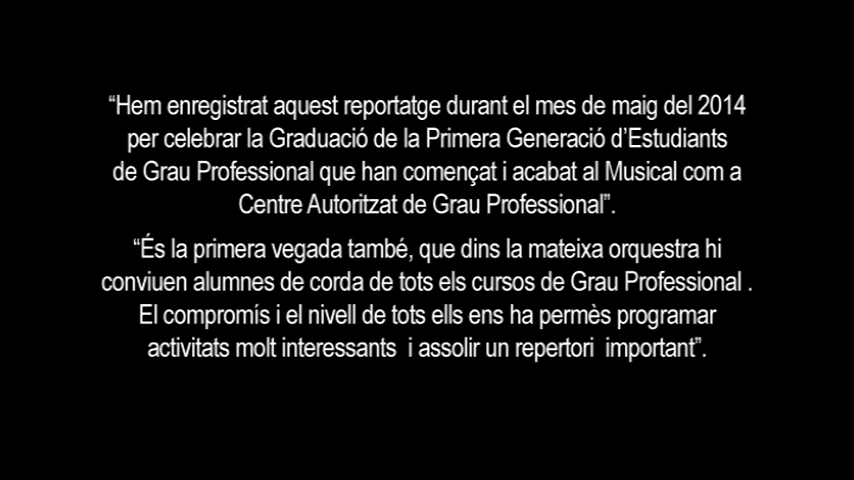 “Hem enregistrat aquest reportatge durant el mes de maig del 2014
per celebrar la Graduació de la Primera Generació d’Estudiants
de Grau Professional que han començat i acabat al Musical com a
Centre Autoritzat de Grau Professional”.
“És la primera vegada també, que dins la mateixa orquestra hi
conviuen alumnes de corda de tots els cursos de Grau Professional .
El compromís i el nivell de tots ells ens ha permès programar
activitats molt interessants  i assolir un repertori  important”.